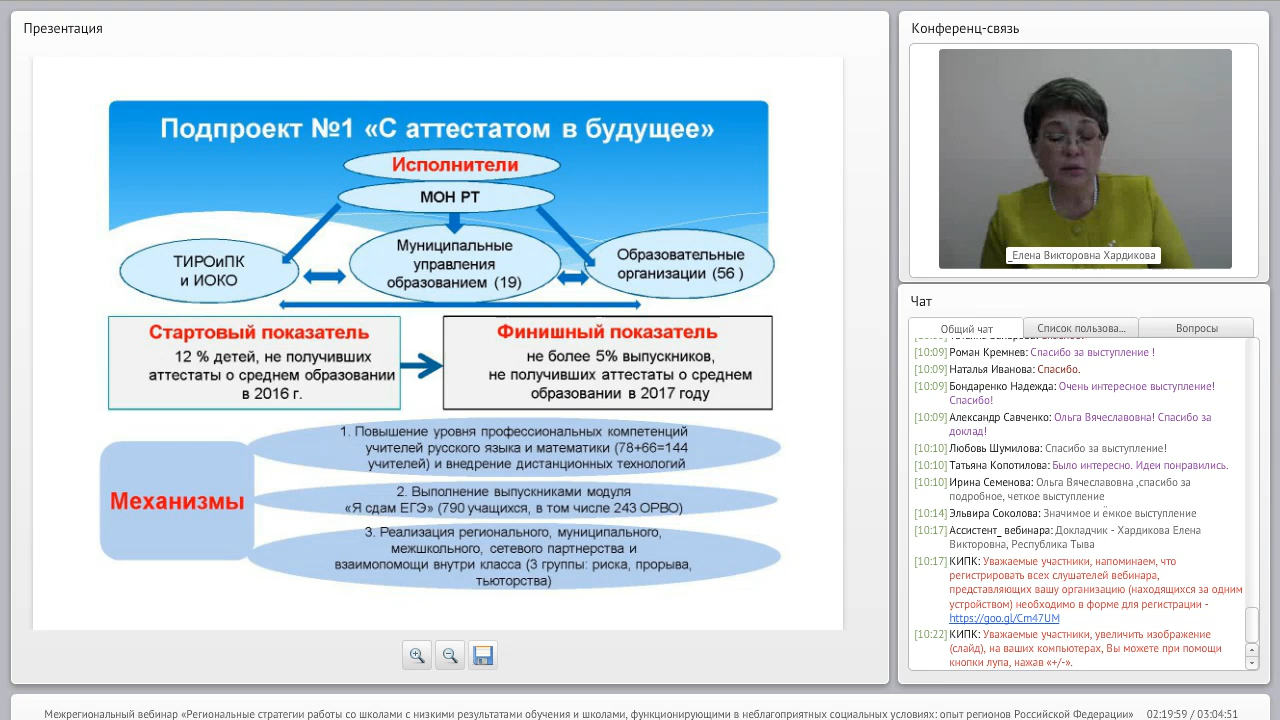 Презентация
Подпроект №1 «С аттестатом в будущее»
Исполнители
МОН РТ
ТИРОиПК
и ИОКО
Муниципальные
управления
образованием (19)
Образовательные
организации (56 )
Стартовый показатель
12 % детей, не получивших
аттестаты о среднем образовании
в 2016 г.
Финишный показатель
не более 5% выпускников,
не получивших аттестаты о среднем
образовании в 2017 году
Механизмы
1. Повышение уровня профессиональных компетенций
учителей русского языка и математики (78+66=144
учителей) и внедрение дистанционных технологий
2. Выполнение выпускниками модуля
«Я сдам ЕГЭ» (790 учащихся, в том числе 243 ОРВО)
3. Реализация регионального, муниципального,
межшкольного, сетевого партнерства и
взаимопомощи внутри класса (3 группы: риска, прорыва,
тьюторства)
Конференц-связь
_Елена Викторовна Хардикова
Чат
Общий чат
Список пользова...
Вопросы
[10:09] Роман Кремнев: Спасибо за выступление !
[10:09] Наталья Иванова: Спасибо.
[10:09] Бондаренко Надежда: Очень интересное выступление!
Спасибо!
[10:09] Александр Савченко: Ольга Вячеславовна! Спасибо за
доклад!
[10:10] Любовь Шумилова: Спасибо за выступление!
[10:10] Татьяна Копотилова: Было интересно. Идеи понравились.
[10:10] Ирина Семенова: Ольга Вячеславовна ,спасибо за
подробное, четкое выступление
[10:14] Эльвира Соколова: Значимое и ёмкое выступление
[10:17] Ассистент_ вебинара: Докладчик - Хардикова Елена
Викторовна, Республика Тыва
[10:17] КИПК: Уважаемые участники, напоминаем, что
регистрировать всех слушателей вебинара,
представляющих вашу организацию (находящихся за одним
устройством) необходимо в форме для регистрации -
https://goo.gl/Cm47UM
[10:22] КИПК: Уважаемые участники, увеличить изображение
(слайд), на ваших компьютерах, Вы можете при помощи
кнопки лупа, нажав «+/-».
Межрегиональный вебинар «Региональные стратегии работы со школами с низкими результатами обучения и школами, функционирующими в неблагоприятных социальных условиях: опыт регионов Российской Федерации» 02:19:59 / 03:04:51